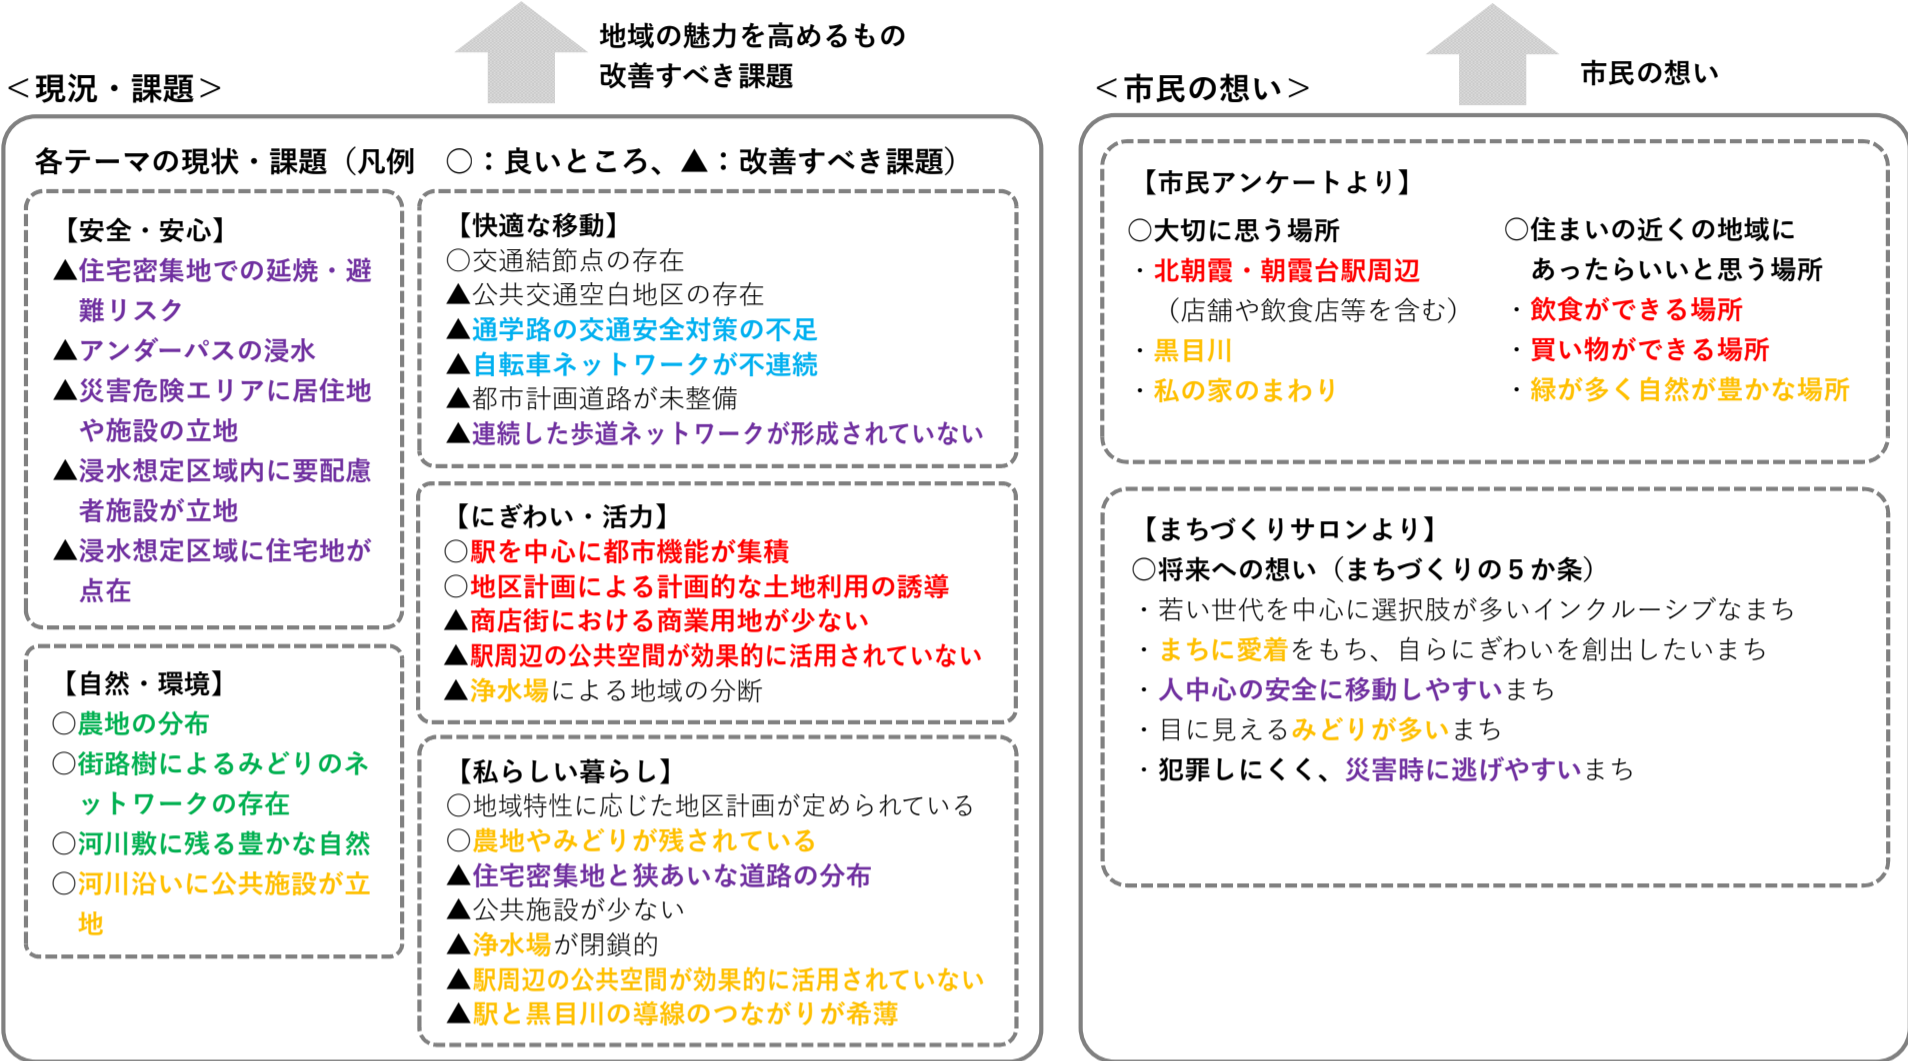 地域の魅力を高めるもの
改善すべき課題
＜現況・課題＞
各テーマの現状・課題（凡例　○：良いところ、▲：改善すべき課題）
【安全・安心】
▲住宅密集地での延焼・避
難リスク
▲アンダーパスの浸水
▲災害危険エリアに居住地
や施設の立地
▲浸水想定区域内に要配慮
者施設が立地
▲浸水想定区域に住宅地が
点在
【自然・環境】
○農地の分布
○街路樹によるみどりのネ
ットワークの存在
○河川敷に残る豊かな自然
○河川沿いに公共施設が立
地
【快適な移動】
○交通結節点の存在
▲公共交通空白地区の存在
▲通学路の交通安全対策の不足
▲自転車ネットワークが不連続
▲都市計画道路が未整備
▲連続した歩道ネットワークが形成されていない
【にぎわい・活力】
○駅を中心に都市機能が集積
○地区計画による計画的な土地利用の誘導
▲商店街における商業用地が少ない
▲駅周辺の公共空間が効果的に活用されていない
▲浄水場による地域の分断
【私らしい暮らし】
○地域特性に応じた地区計画が定められている
○農地やみどりが残されている
▲住宅密集地と狭あいな道路の分布
▲公共施設が少ない
▲浄水場が閉鎖的
▲駅周辺の公共空間が効果的に活用されていない
▲駅と黒目川の導線のつながりが希薄
市民の想い
＜市民の想い＞
【市民アンケートより】
○大切に思う場所
・北朝霞・朝霞台駅周辺
（店舗や飲食店等を含む）
・黒目川
・私の家のまわり
○住まいの近くの地域に
あったらいいと思う場所
・飲食ができる場所
・買い物ができる場所
・緑が多く自然が豊かな場所
【まちづくりサロンより】
○将来への想い（まちづくりの５か条）
・若い世代を中心に選択肢が多いインクルーシブなまち
・まちに愛着をもち、自らにぎわいを創出したいまち
・人中心の安全に移動しやすいまち
・目に見えるみどりが多いまち
・犯罪しにくく、災害時に逃げやすいまち